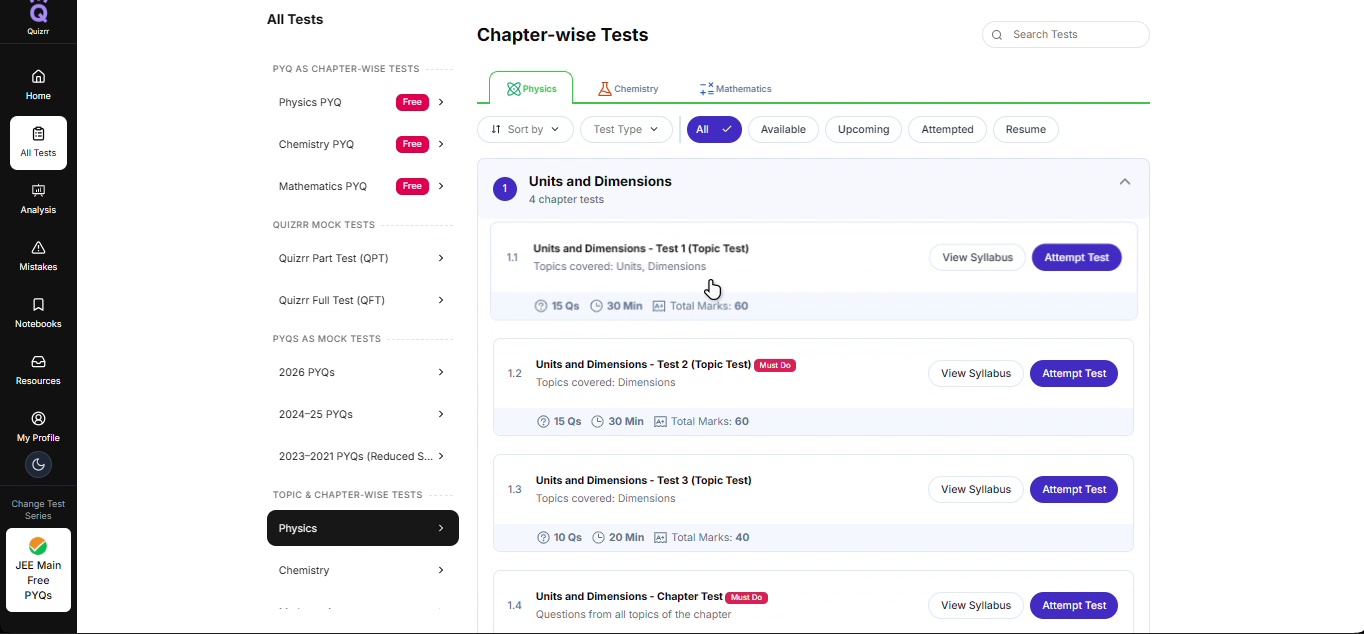 Quizrr
Home
All Tests
Analysis
Mistakes
Notebooks
Resources
My Profile
Change Test
Series
JEE Main
Free
PYQs
All Tests
PYQ AS CHAPTER-WISE TESTS
Physics PYQ Free
Chemistry PYQ Free
Mathematics PYQ Free
QUIZRR MOCK TESTS
Quizrr Part Test (QPT)
Quizrr Full Test (QFT)
PYQS AS MOCK TESTS
2026 PYQs
2024-25 PYQs
2023-2021 PYQs (Reduced S...
TOPIC & CHAPTER-WISE TESTS
Physics
Chemistry
Chapter-wise Tests
Search Tests
Physics Chemistry Mathematics
Sort by Test Type All Available Upcoming Attempted Resume
1 Units and Dimensions
4 chapter tests
1.1 Units and Dimensions - Test 1 (Topic Test) View Syllabus Attempt Test
Topics covered: Units, Dimensions
15 Qs 30 Min Total Marks: 60
1.2 Units and Dimensions - Test 2 (Topic Test) Must Do View Syllabus Attempt Test
Topics covered: Dimensions
15 Qs 30 Min Total Marks: 60
1.3 Units and Dimensions - Test 3 (Topic Test) View Syllabus Attempt Test
Topics covered: Dimensions
10 Qs 20 Min Total Marks: 40
1.4 Units and Dimensions - Chapter Test Must Do View Syllabus Attempt Test
Questions from all topics of the chapter